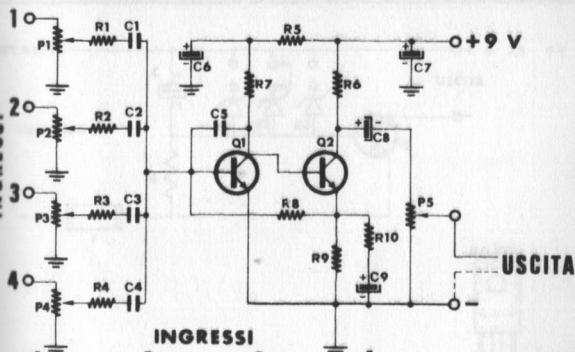 1
P1
R1
C1
2
P2
R2
C2
3
P3
R3
C3
4
P4
R4
C4
C5
Q1
R7
+
-
C6
R5
R6
Q2
+
-
C7
+9 V
+
-
C8
R8
R9
R10
+
-
C9
P5
USCITA
-
INGRESSI